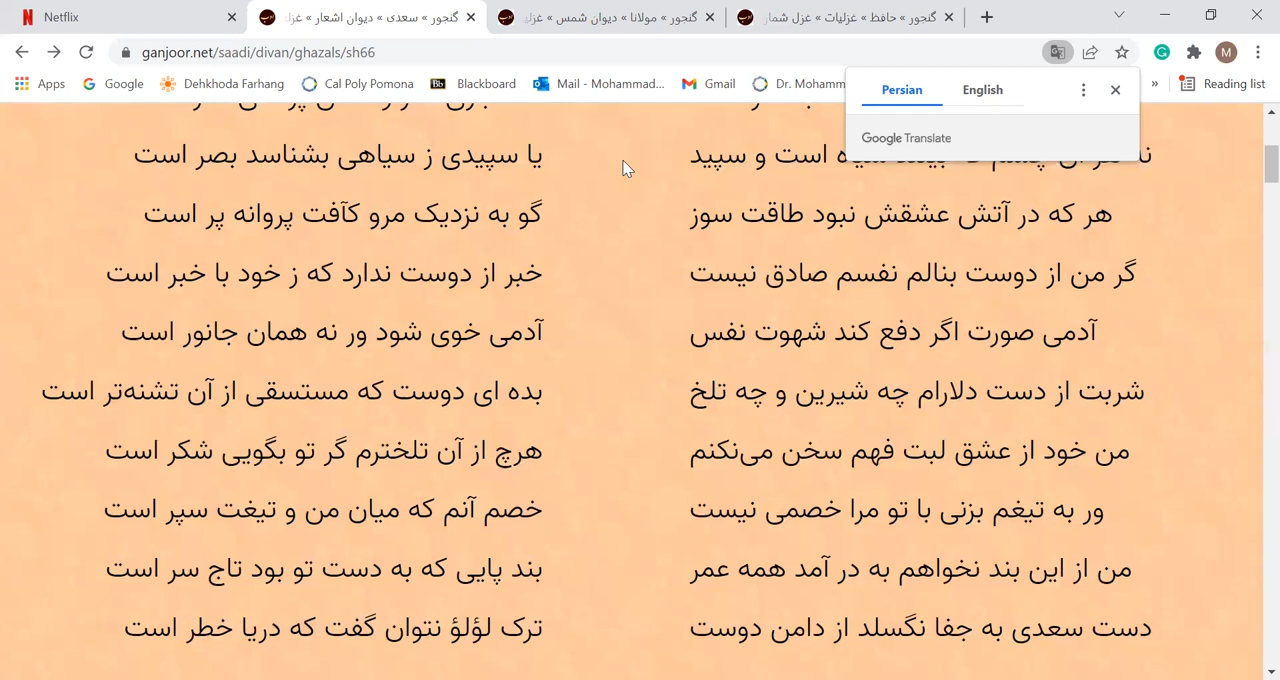 Netflix
گنجور » سعدی » دیوان اشعار » غزل
گنجور » مولانا » دیوان شمس » غزل
گنجور » حافظ » غزلیات » غزل شمار
ganjoor.net/saadi/divan/ghazals/sh66
M
Apps
Google
Dehkhoda Farhang
Cal Poly Pomona
Bb
Blackboard
Mail - Mohammad...
Gmail
Dr. Mohamm
»
Reading list
Persian
English
Google Translate
است و سپید
یا سپیدی ز سیاهی بشناسد بصر است
هر که در آتش عشقش نبود طاقت سوز
گو به نزدیک مرو کآفت پروانه پر است
گر من از دوست بنالم نفسم صادق نیست
خبر از دوست ندارد که ز خود با خبر است
آدمی صورت اگر دفع کند شهوت نفس
آدمی خوی شود ور نه همان جانور است
شربت از دست دلارام چه شیرین و چه تلخ
بده ای دوست که مستسقی از آن تشنه‌تر است
من خود از عشق لبت فهم سخن می‌نکنم
هرچ از آن تلخترم گر تو بگویی شکر است
ور به تیغم بزنی با تو مرا خصمی نیست
خصم آنم که میان من و تیغت سپر است
من از این بند نخواهم به در آمد همه عمر
بند پایی که به دست تو بود تاج سر است
دست سعدی به جفا نگسلد از دامن دوست
ترک لؤلؤ نتوان گفت که دریا خطر است